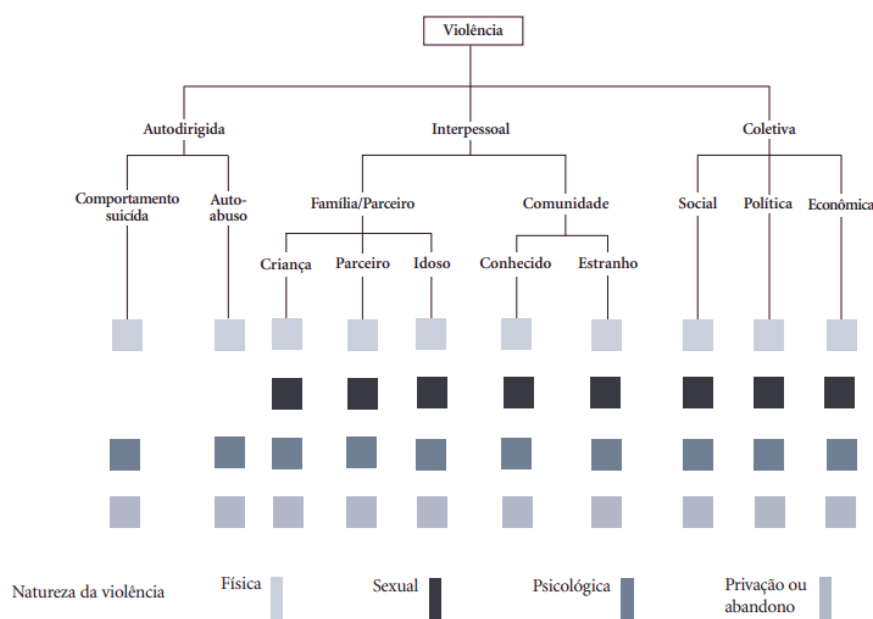 Violência
Autodirigida
Interpessoal
Coletiva
Comportamento
suicída
Auto-
abuso
Família/Parceiro
Comunidade
Social
Política
Econômica
Criança
Parceiro
Idoso
Conhecido
Estranho
Natureza da violência
Física
Sexual
Psicológica
Privação ou
abandono